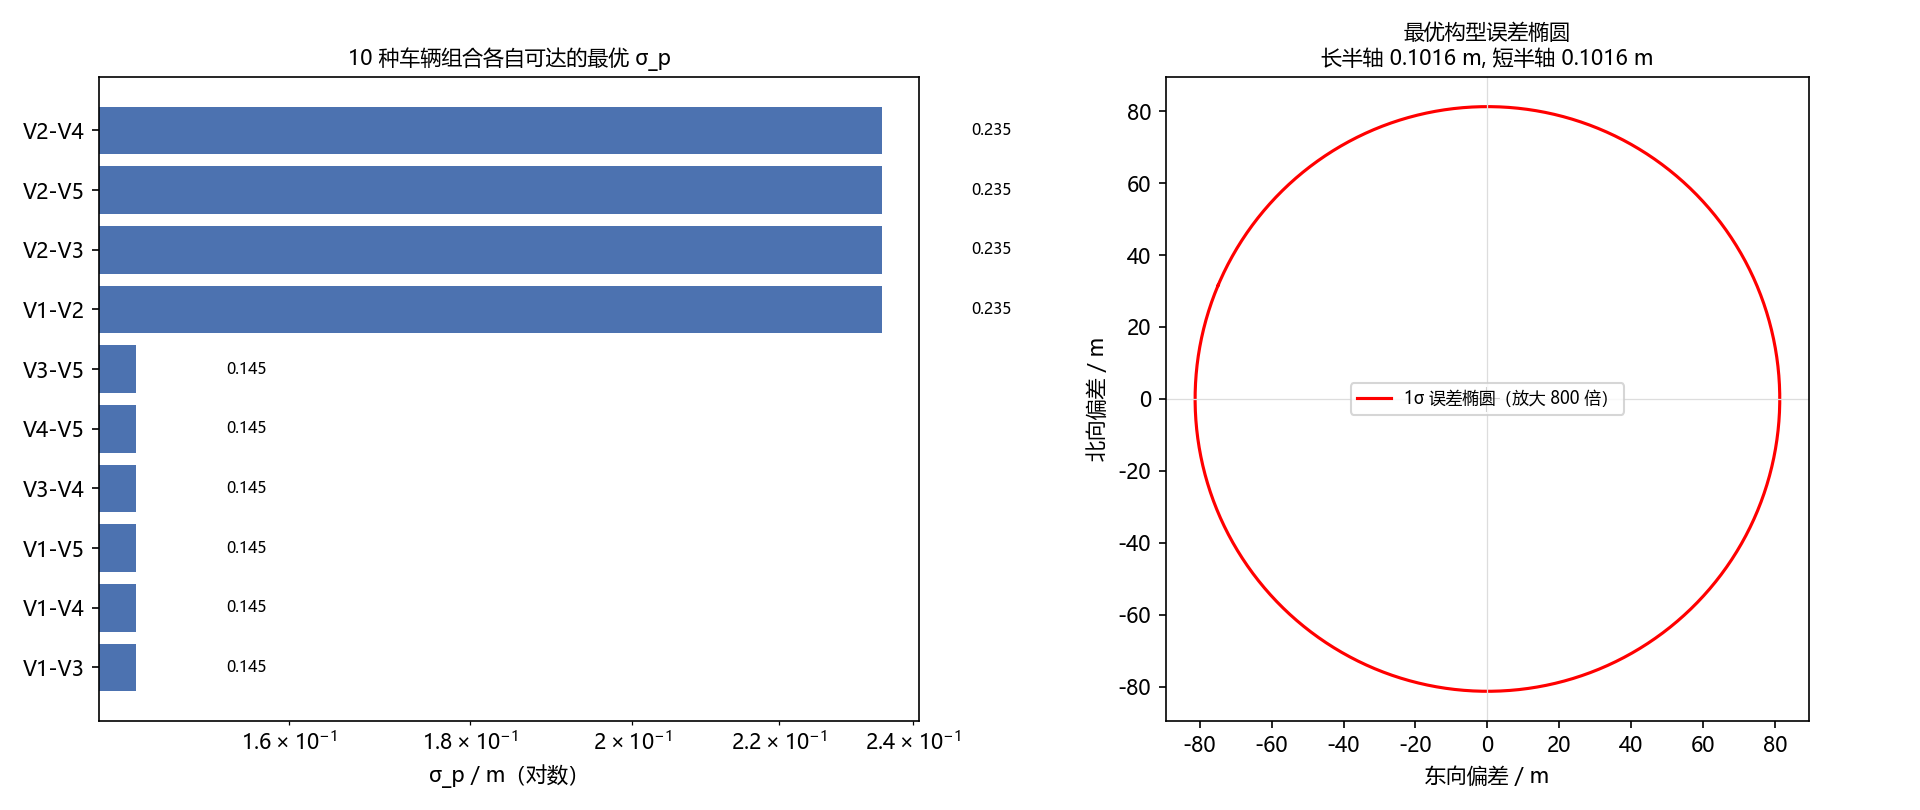 10 种车辆组合各自可达的最优 σ_p
V2-V4
0.235
V2-V5
0.235
V2-V3
0.235
V1-V2
0.235
V3-V5
0.145
V4-V5
0.145
V3-V4
0.145
V1-V5
0.145
V1-V4
0.145
V1-V3
0.145
1.6 × 10⁻¹
1.8 × 10⁻¹
2 × 10⁻¹
2.2 × 10⁻¹
2.4 × 10⁻¹
σ_p / m（对数）
最优构型误差椭圆
长半轴 0.1016 m, 短半轴 0.1016 m
80
60
40
20
0
-20
-40
-60
-80
北向偏差 / m
1σ 误差椭圆（放大 800 倍）
-80
-60
-40
-20
0
20
40
60
80
东向偏差 / m